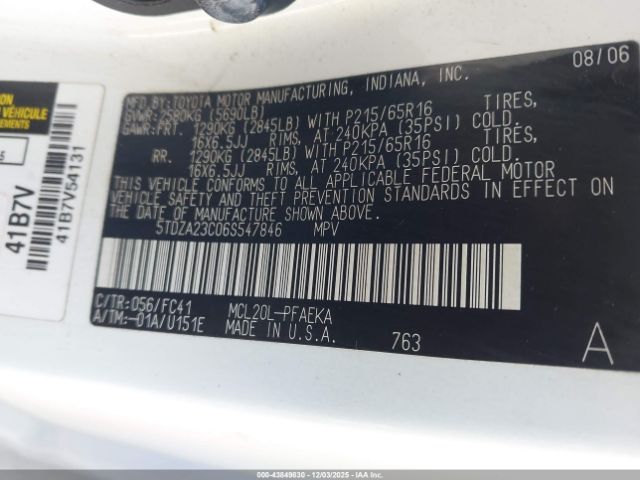 08/06
MFD.BY:TOYOTA MOTOR MANUFACTURING, INDIANA, INC.
GVWR:2580KG (5690LB)
GAWR:FRT. 1290KG (2845LB) WITH P215/65R16 TIRES,
16X6.5JJ RIMS, AT 240KPA (35PSI) COLD.
RR. 1290KG (2845LB) WITH P215/65R16 TIRES,
16X6.5JJ RIMS, AT 240KPA (35PSI) COLD.
THIS VEHICLE CONFORMS TO ALL APPLICABLE FEDERAL MOTOR
VEHICLE SAFETY AND THEFT PREVENTION STANDARDS IN EFFECT ON
THE DATE OF MANUFACTURE SHOWN ABOVE.
5TDZA23C06S547846 MPV
C/TR:056/FC41 MCL20L-PFAEKA
A/TM:-01A/U151E MADE IN U.S.A.
763
A
VEHICLE
41B7V
41B7V54131
000-43849630 - 12/03/2025 - IAAI.COM